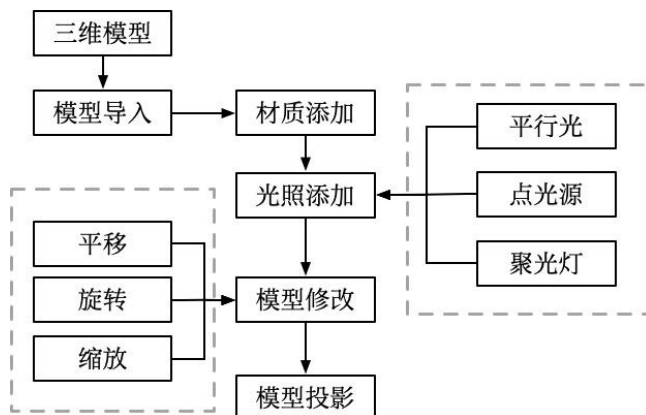 三维模型
模型导入
材质添加
平行光
光照添加
点光源
平移
聚光灯
旋转
模型修改
缩放
模型投影